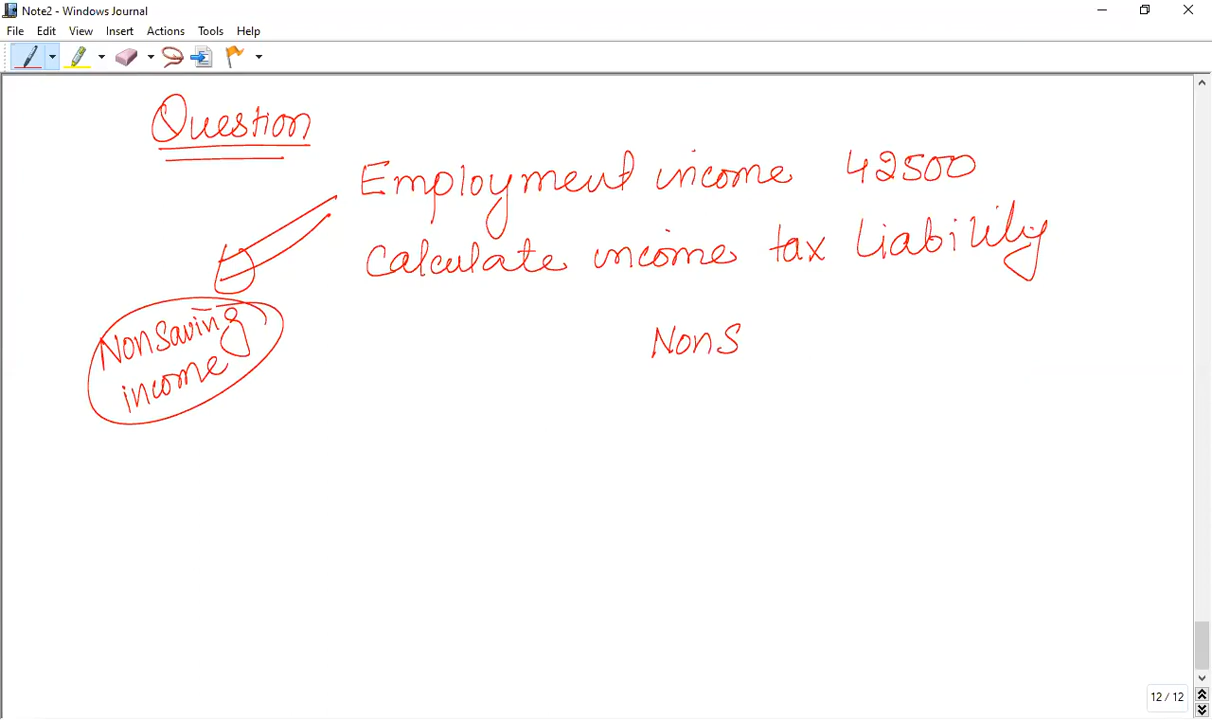 Note2 - Windows Journal
File Edit View Insert Actions Tools Help
Question
Employment income 42500
Calculate income tax liability
Nonsaving
income
NonS
12 / 12